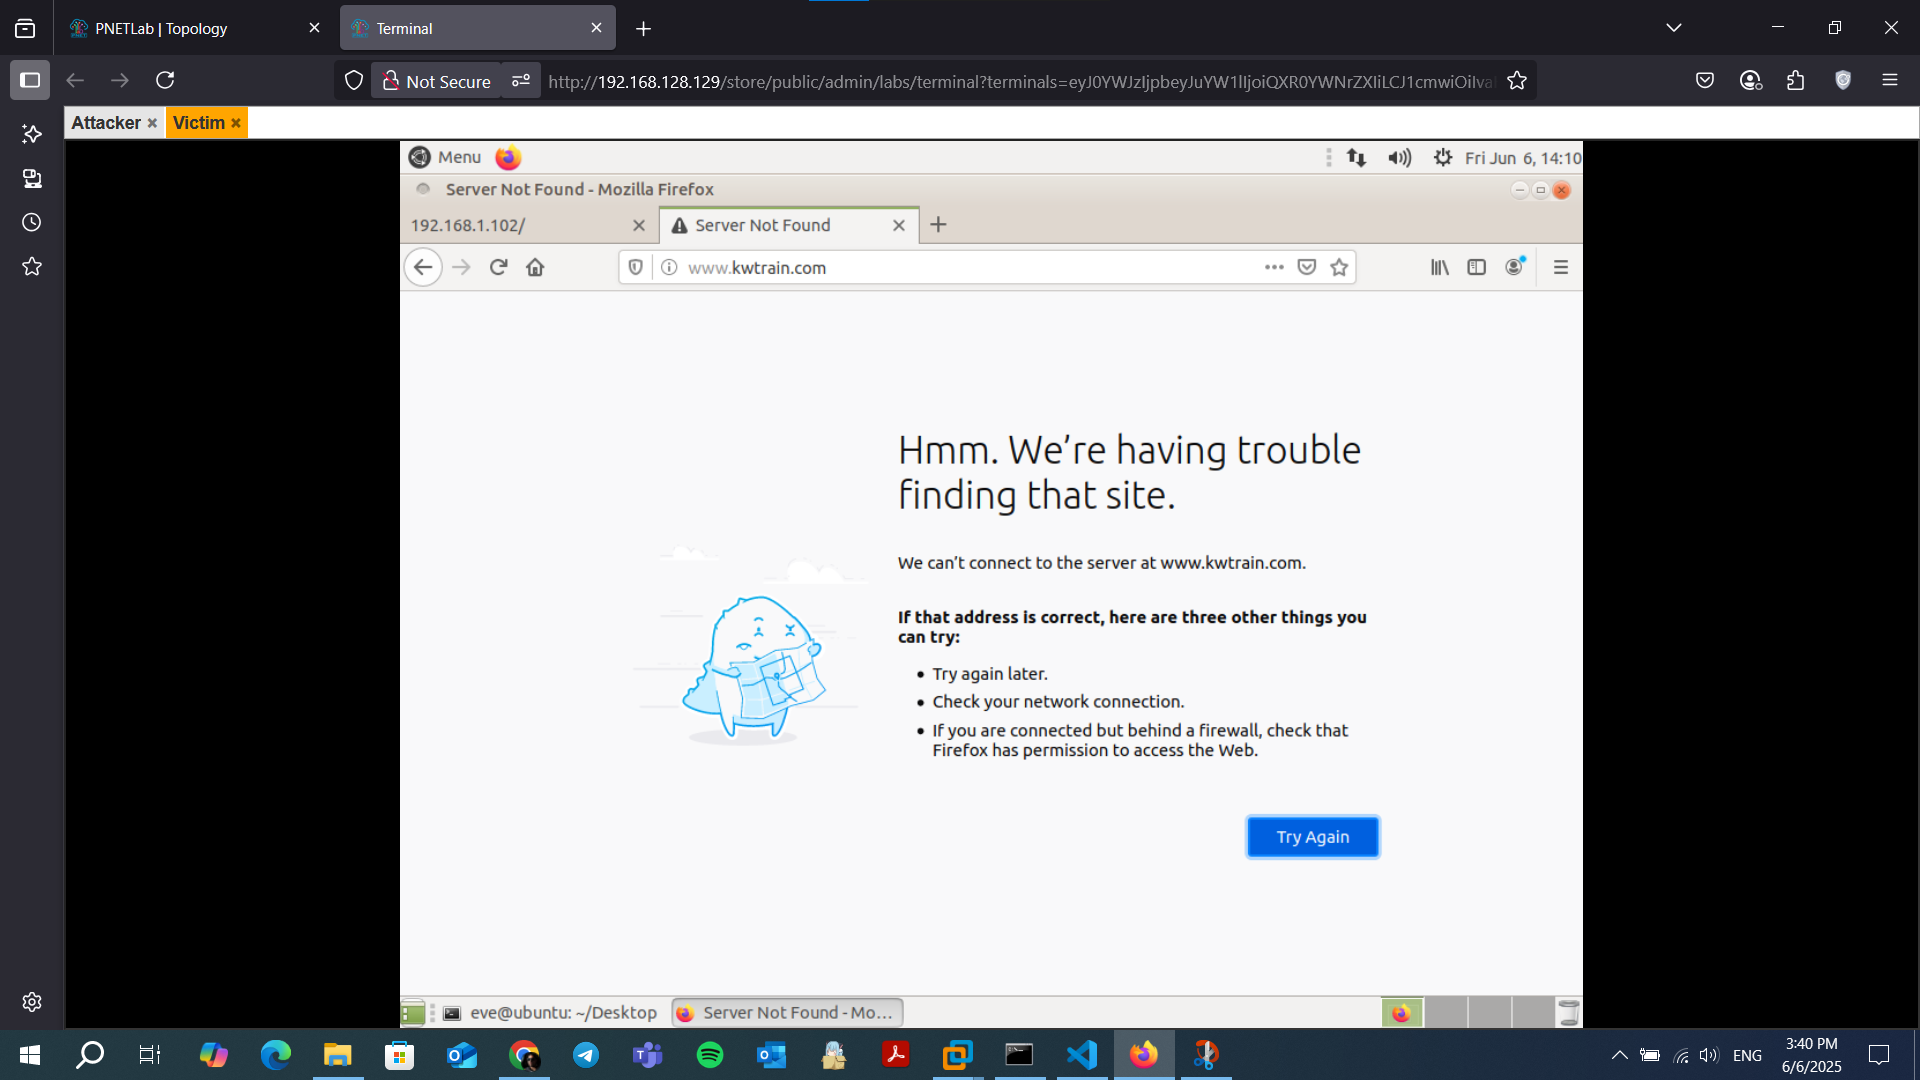 PNETLab | Topology
Terminal
Not Secure
http://192.168.128.129/store/public/admin/labs/terminal?terminals=
Attacker
Victim
Menu
Fri Jun 6, 14:10
Server Not Found - Mozilla Firefox
192.168.1.102/
Server Not Found
www.kwtrain.com
Hmm. We're having trouble
finding that site.
We can't connect to the server at www.kwtrain.com.
If that address is correct, here are three other things you
can try:
Try again later.
Check your network connection.
If you are connected but behind a firewall, check that
Firefox has permission to access the Web.
Try Again
eve@ubuntu: ~/Desktop
Server Not Found - Mo...
ENG
3:40 PM
6/6/2025